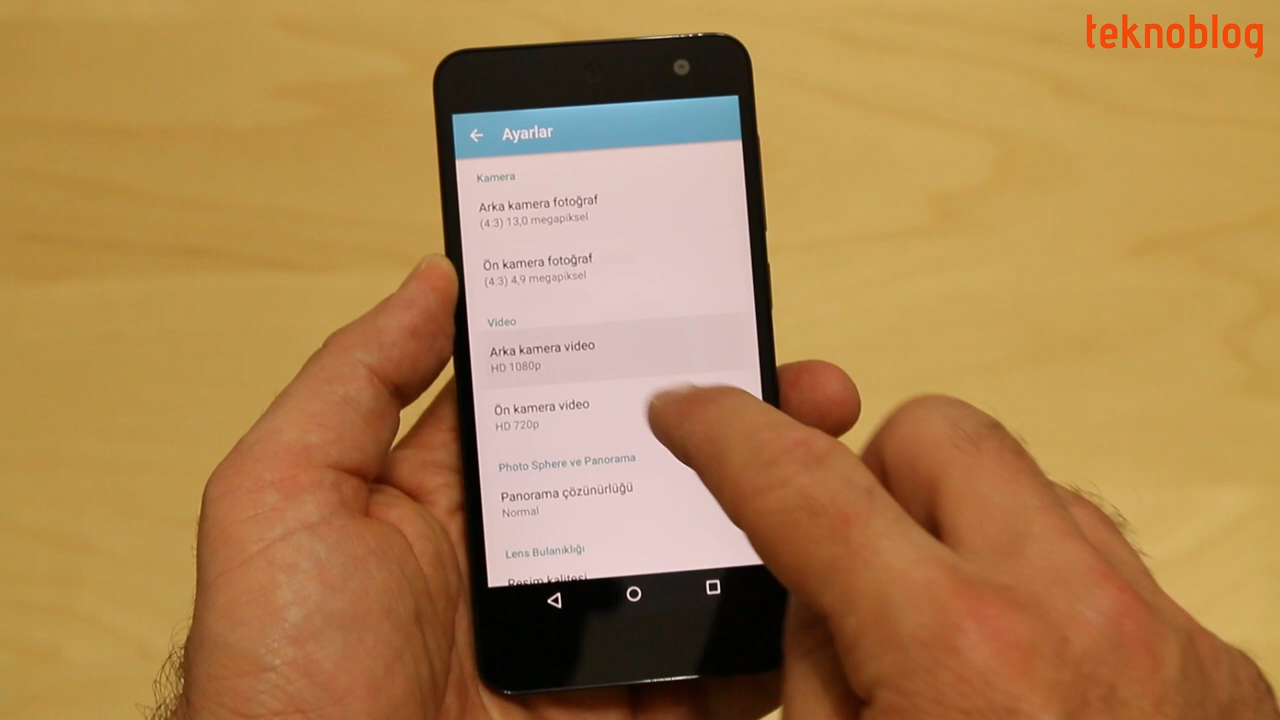 teknoblog
Ayarlar
Kamera
Arka kamera fotoğraf
(4:3) 13,0 megapiksel
Ön kamera fotoğraf
(4:3) 4,9 megapiksel
Video
Arka kamera video
HD 1080p
Ön kamera video
HD 720p
Photo Sphere ve Panorama
Panorama çözünürlüğü
Normal
Lens Bulanıklığı
Resim kalitesi